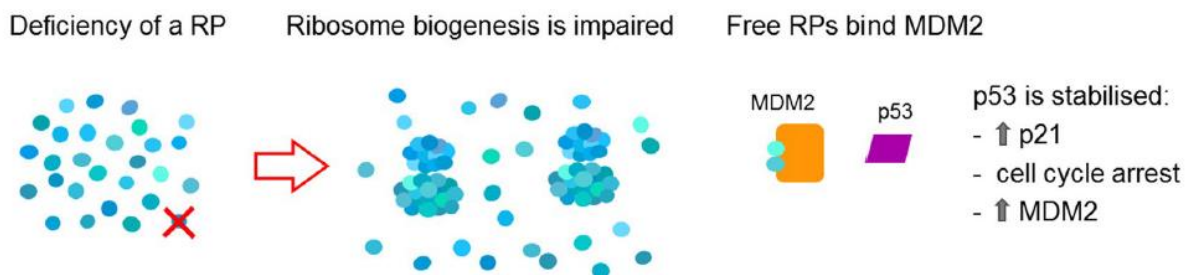 Deficiency of a RP
Ribosome biogenesis is impaired
Free RPs bind MDM2
MDM2
p53
p53 is stabilised:
- ⇧ p21
- cell cycle arrest
- ⇧ MDM2